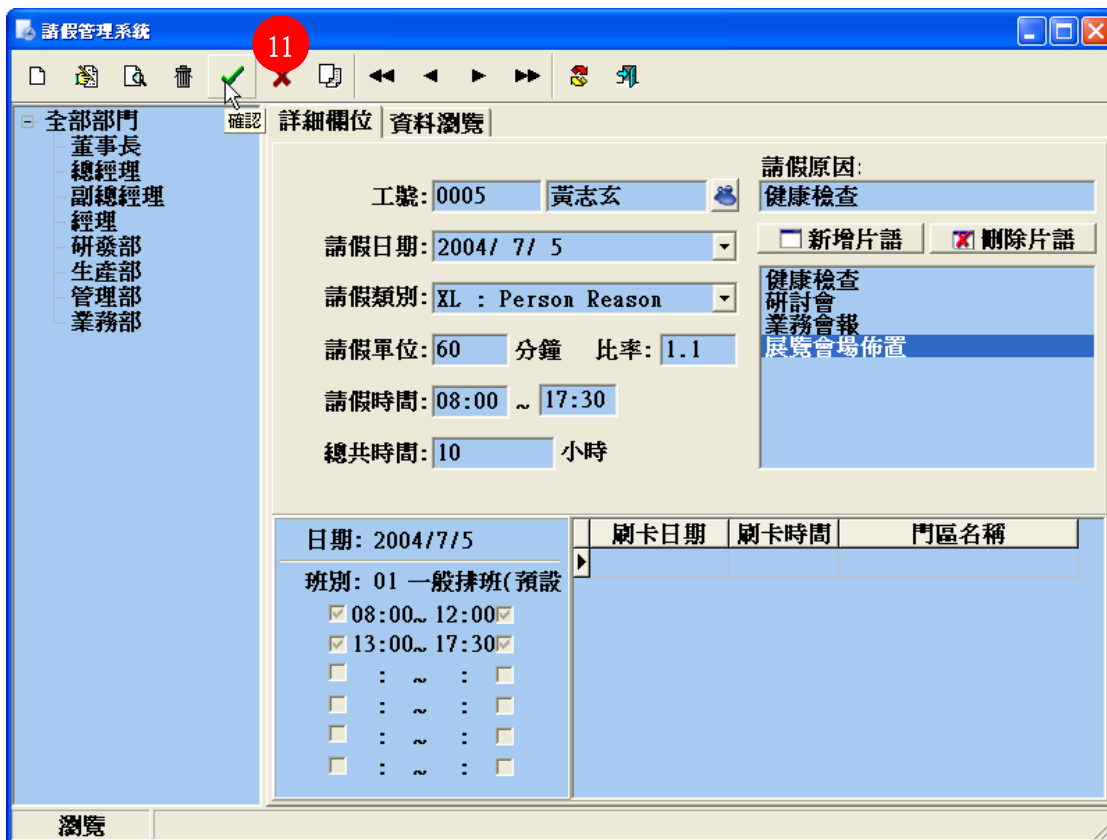 請假管理系統
11
確認
全部部門
董事長
總經理
副總經理
經理
研發部
生產部
管理部
業務部
詳細欄位 資料瀏覽
工號: 0005 黃志玄
請假日期: 2004/ 7/ 5
請假類別: XL : Person Reason
請假單位: 60 分鐘 比率: 1.1
請假時間: 08:00 ~ 17:30
總共時間: 10 小時
請假原因:
健康檢查
新增片語 刪除片語
健康檢查
研討會
業務會報
展覽會場佈置
日期: 2004/7/5
班別: 01 一般排班(預設
08:00~ 12:00
13:00~ 17:30
: ~ :
: ~ :
: ~ :
: ~ :
刷卡日期 刷卡時間 門區名稱
瀏覽